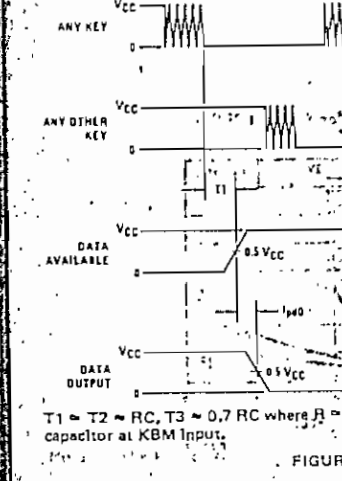 VCC
ANY KEY
0
VCC
ANY OTHER
KEY
0
T1
VCC
DATA
AVAILABLE
0.5 VCC
0
tpd0
VCC
DATA
OUTPUT
0.5 VCC
0
T1 ≈ T2 ≈ RC, T3 ≈ 0.7 RC where R ≈
capacitor at KBM Input.
FIGUR